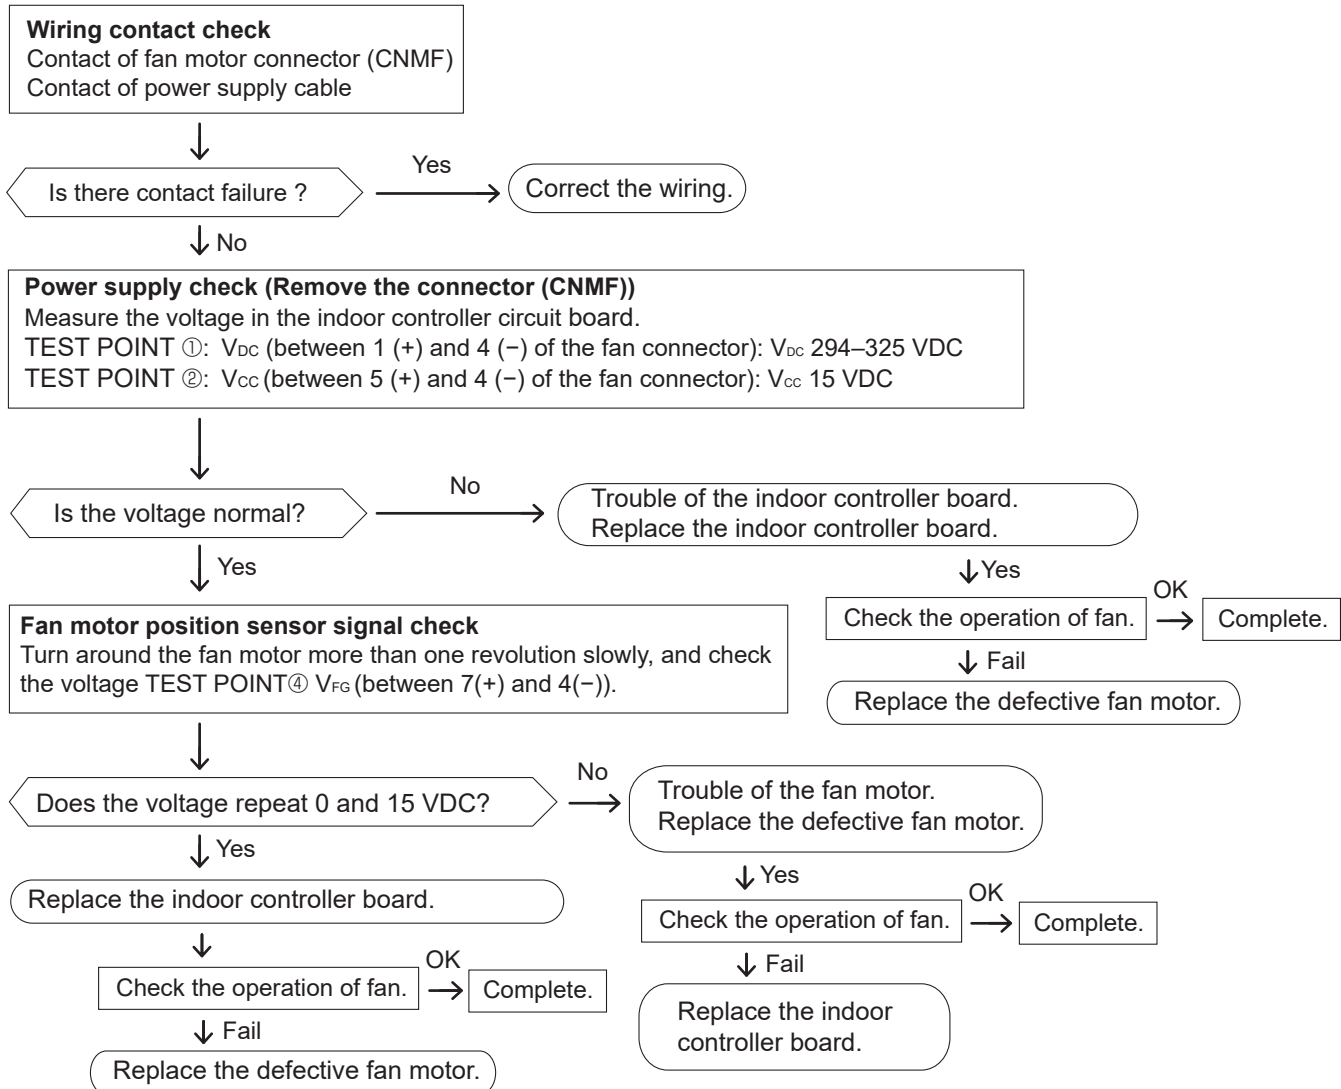 Wiring contact check
Contact of fan motor connector (CNMF)
Contact of power supply cable
Is there contact failure ?
Yes
Correct the wiring.
No
Power supply check (Remove the connector (CNMF))
Measure the voltage in the indoor controller circuit board.
TEST POINT ①: VDC (between 1 (+) and 4 (−) of the fan connector): VDC 294–325 VDC
TEST POINT ②: VCC (between 5 (+) and 4 (−) of the fan connector): VCC 15 VDC
Is the voltage normal?
No
Trouble of the indoor controller board.
Replace the indoor controller board.
Yes
Check the operation of fan.
OK
Complete.
Fail
Replace the defective fan motor.
Yes
Fan motor position sensor signal check
Turn around the fan motor more than one revolution slowly, and check
the voltage TEST POINT④ VFG (between 7(+) and 4(−)).
Does the voltage repeat 0 and 15 VDC?
No
Trouble of the fan motor.
Replace the defective fan motor.
Yes
Check the operation of fan.
OK
Complete.
Fail
Replace the indoor
controller board.
Yes
Replace the indoor controller board.
Check the operation of fan.
OK
Complete.
Fail
Replace the defective fan motor.